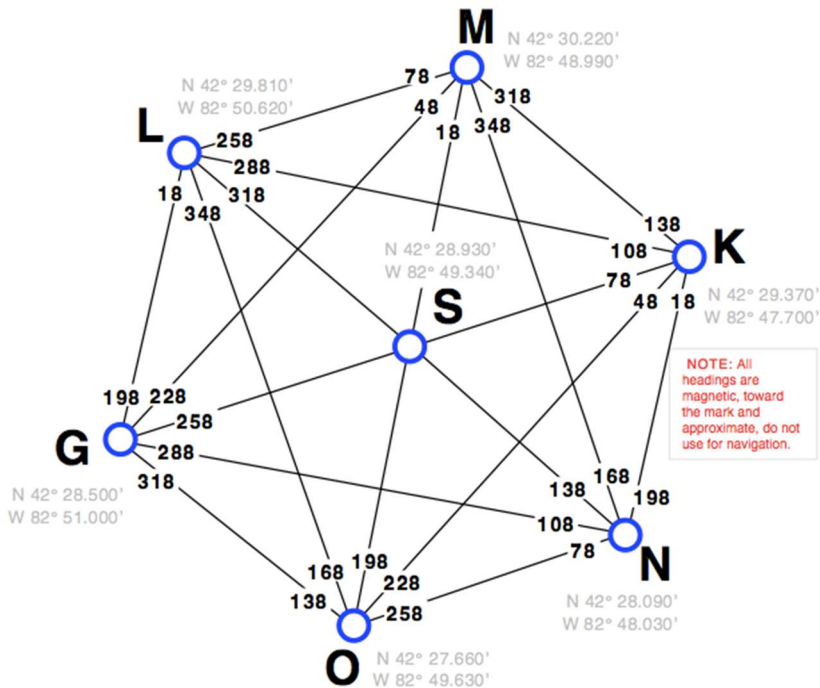 M
N 42° 30.220'
W 82° 48.990'
78
318
48
18
348
N 42° 29.810'
W 82° 50.620'
L
258
288
318
18
348
138
108
K
78
48
18
N 42° 29.370'
W 82° 47.700'
N 42° 28.930'
W 82° 49.340'
S
NOTE: All
headings are
magnetic, toward
the mark and
approximate, do not
use for navigation.
198
228
258
G
288
318
N 42° 28.500'
W 82° 51.000'
168
138
198
108
78
N
N 42° 28.090'
W 82° 48.030'
198
168
228
138
258
O
N 42° 27.660'
W 82° 49.630'